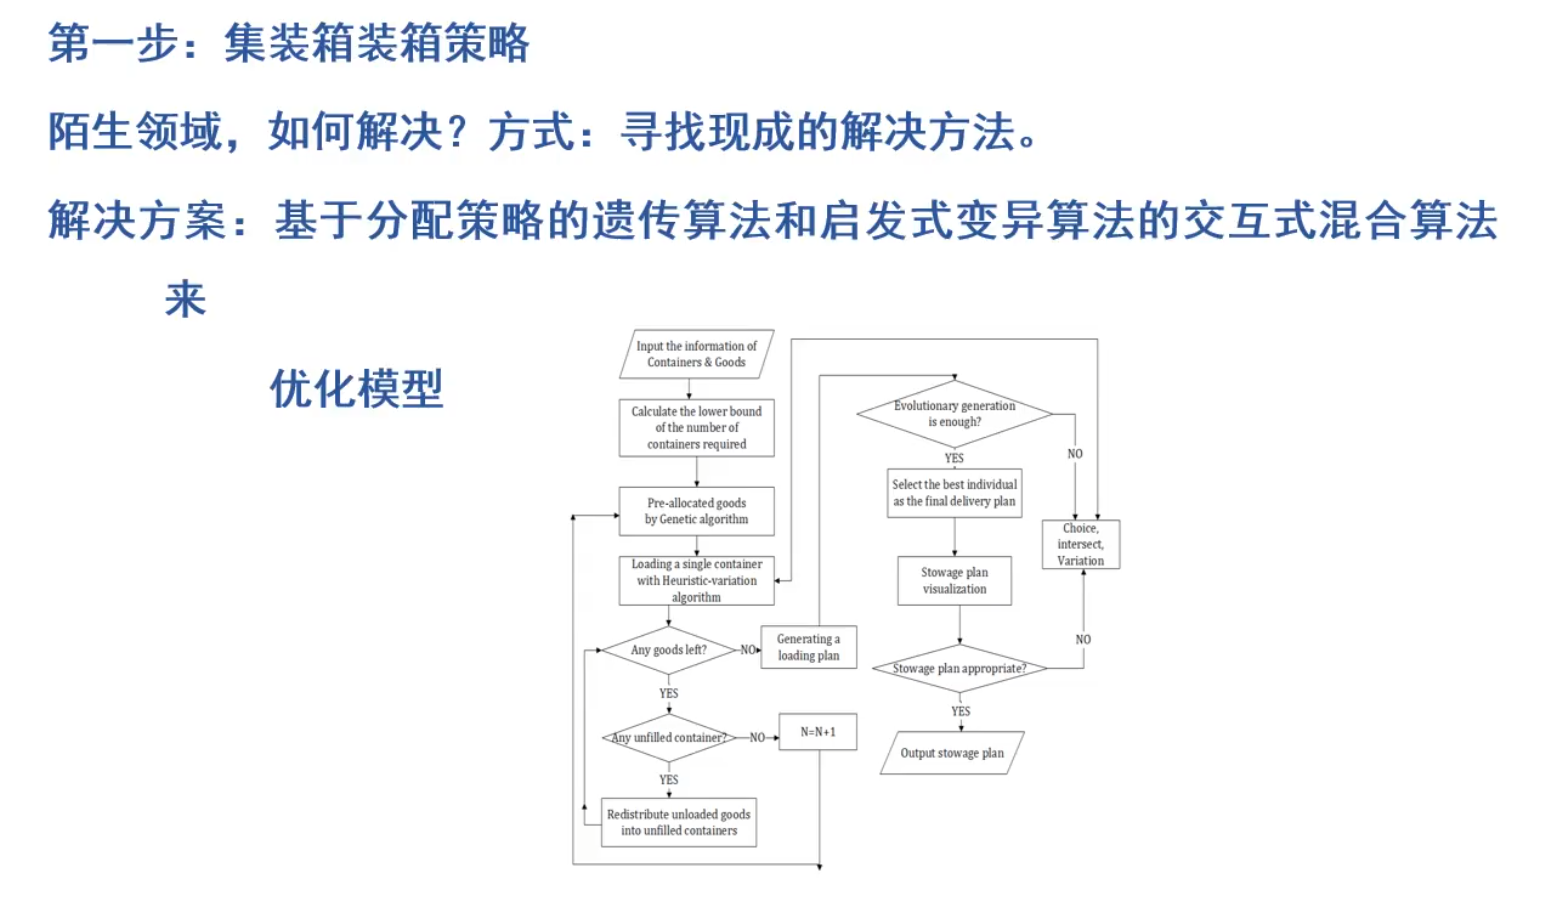 第一步：集装箱装箱策略
陌生领域，如何解决？方式：寻找现成的解决方法。
解决方案：基于分配策略的遗传算法和启发式变异算法的交互式混合算法
来
优化模型
Input the information of
Containers & Goods
Calculate the lower bound
of the number of
containers required
Pre-allocated goods
by Genetic algorithm
Loading a single container
with Heuristic-variation
algorithm
Any goods left?
NO
Generating a
loading plan
YES
Any unfilled container?
NO
N=N+1
YES
Redistribute unloaded goods
into unfilled containers
Evolutionary generation
is enough?
NO
YES
Select the best individual
as the final delivery plan
Choice,
intersect,
Variation
Stowage plan
visualization
NO
Stowage plan appropriate?
YES
Output stowage plan